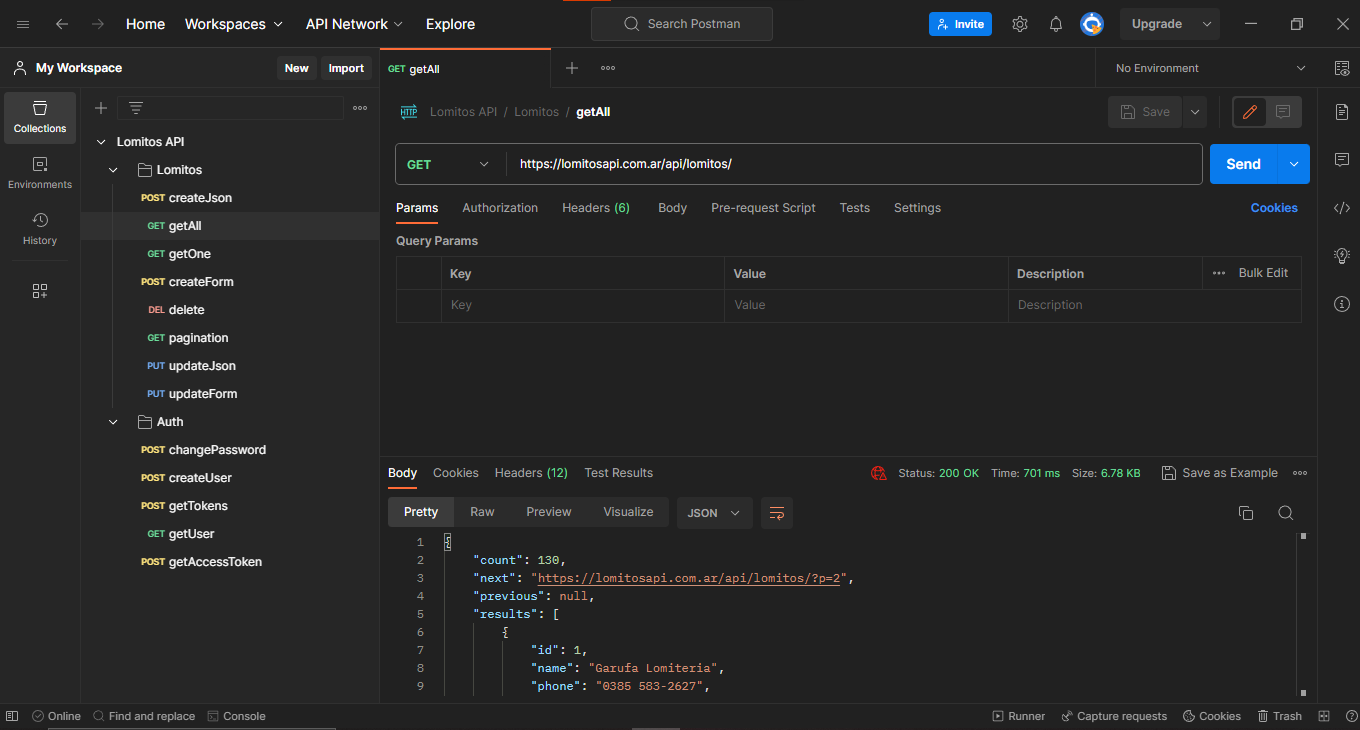 Home Workspaces API Network Explore Search Postman Invite Upgrade
My Workspace New Import GET getAll No Environment
Collections
Environments
History
Lomitos API
Lomitos
POST createJson
GET getAll
GET getOne
POST createForm
DEL delete
GET pagination
PUT updateJson
PUT updateForm
Auth
POST changePassword
POST createUser
POST getTokens
GET getUser
POST getAccessToken
HTTP Lomitos API / Lomitos / getAll Save
GET https://lomitosapi.com.ar/api/lomitos/ Send
Params Authorization Headers (6) Body Pre-request Script Tests Settings Cookies
Query Params
Key Value Description Bulk Edit
Key Value Description
Body Cookies Headers (12) Test Results Status: 200 OK Time: 701 ms Size: 6.78 KB Save as Example
Pretty Raw Preview Visualize JSON
1 {
2 "count": 130,
3 "next": "https://lomitosapi.com.ar/api/lomitos/?p=2",
4 "previous": null,
5 "results": [
6 {
7 "id": 1,
8 "name": "Garufa Lomiteria",
9 "phone": "0385 583-2627",
Online Find and replace Console Runner Capture requests Cookies Trash